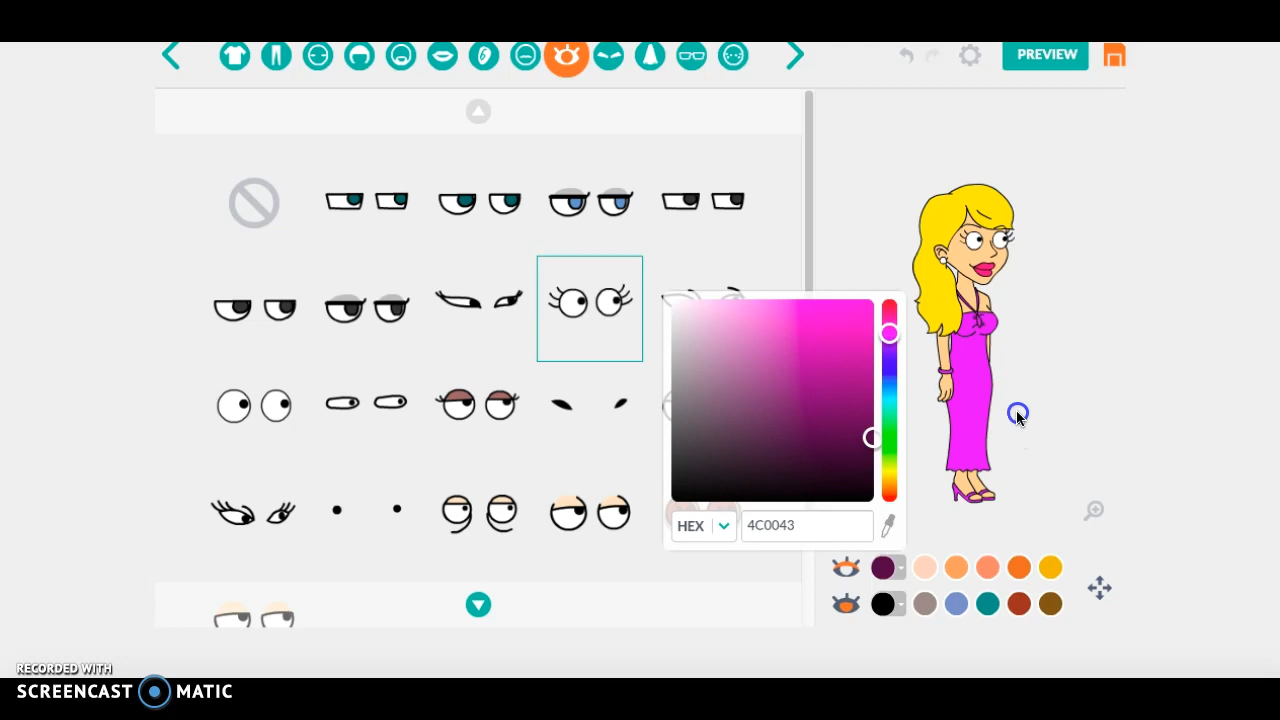 PREVIEW
HEX
4C0043
RECORDED WITH
SCREENCAST MATIC